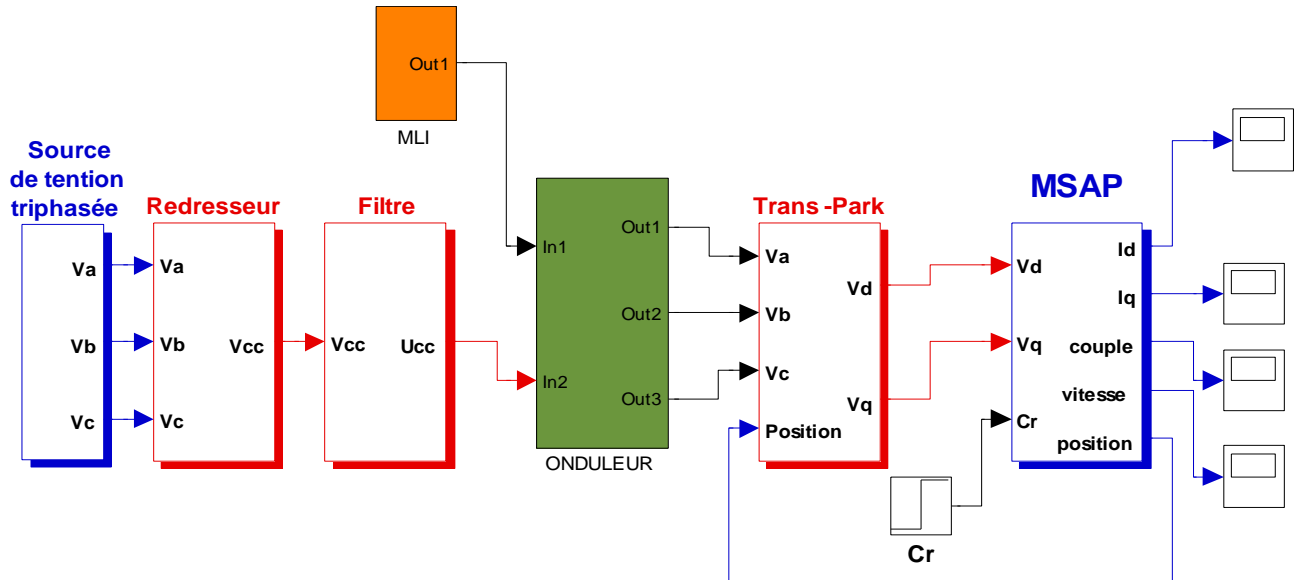 Out1
MLI
Source
de tention
triphasée
Va
Vb
Vc
Redresseur
Va
Vb
Vc
Vcc
Filtre
Vcc
Ucc
In1
In2
Out1
Out2
Out3
ONDULEUR
Trans -Park
Va
Vb
Vc
Position
Vd
Vq
Cr
MSAP
Vd
Vq
Cr
Id
Iq
couple
vitesse
position